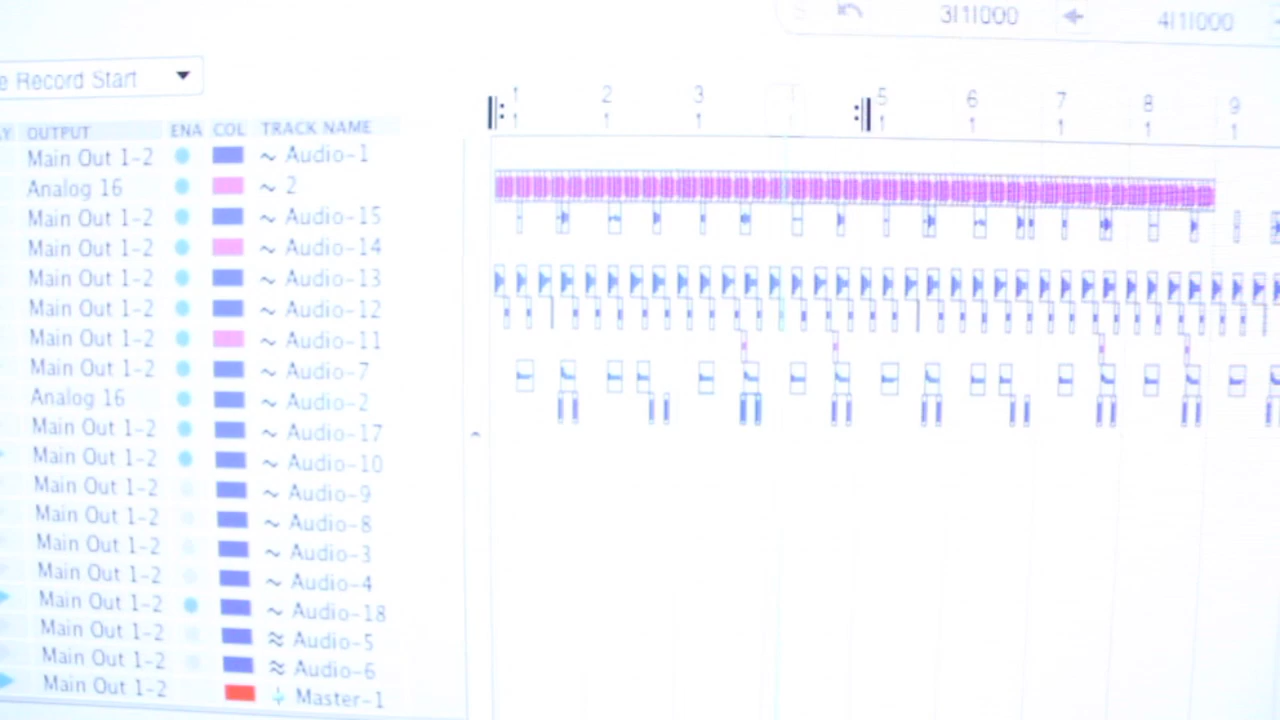 3|1|000 4|1|000
e Record Start
1 2 3 5 6 7 8 9
1 1 1 1 1 1 1 1
AY OUTPUT ENA COL TRACK NAME
Main Out 1-2 ~ Audio-1
Analog 16 ~ 2
Main Out 1-2 ~ Audio-15
Main Out 1-2 ~ Audio-14
Main Out 1-2 ~ Audio-13
Main Out 1-2 ~ Audio-12
Main Out 1-2 ~ Audio-11
Main Out 1-2 ~ Audio-7
Analog 16 ~ Audio-2
Main Out 1-2 ~ Audio-17
Main Out 1-2 ~ Audio-10
Main Out 1-2 ~ Audio-9
Main Out 1-2 ~ Audio-8
Main Out 1-2 ~ Audio-3
Main Out 1-2 ~ Audio-4
Main Out 1-2 ~ Audio-18
Main Out 1-2 ≈ Audio-5
Main Out 1-2 ≈ Audio-6
Main Out 1-2 Master-1